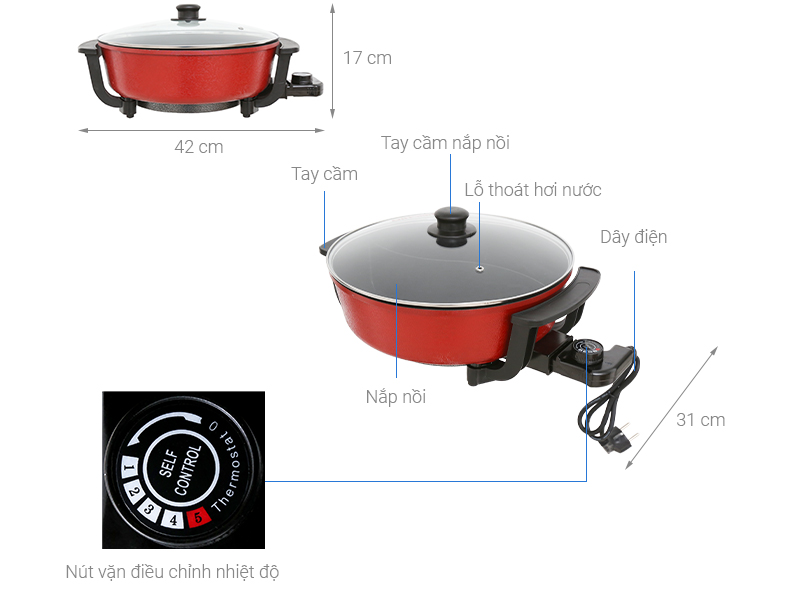 17 cm
42 cm
Tay cầm nắp nồi
Tay cầm
Lỗ thoát hơi nước
Dây điện
Nắp nồi
31 cm
SELF
CONTROL
Thermostat 0
1 2 3 4 5
Nút vặn điều chỉnh nhiệt độ